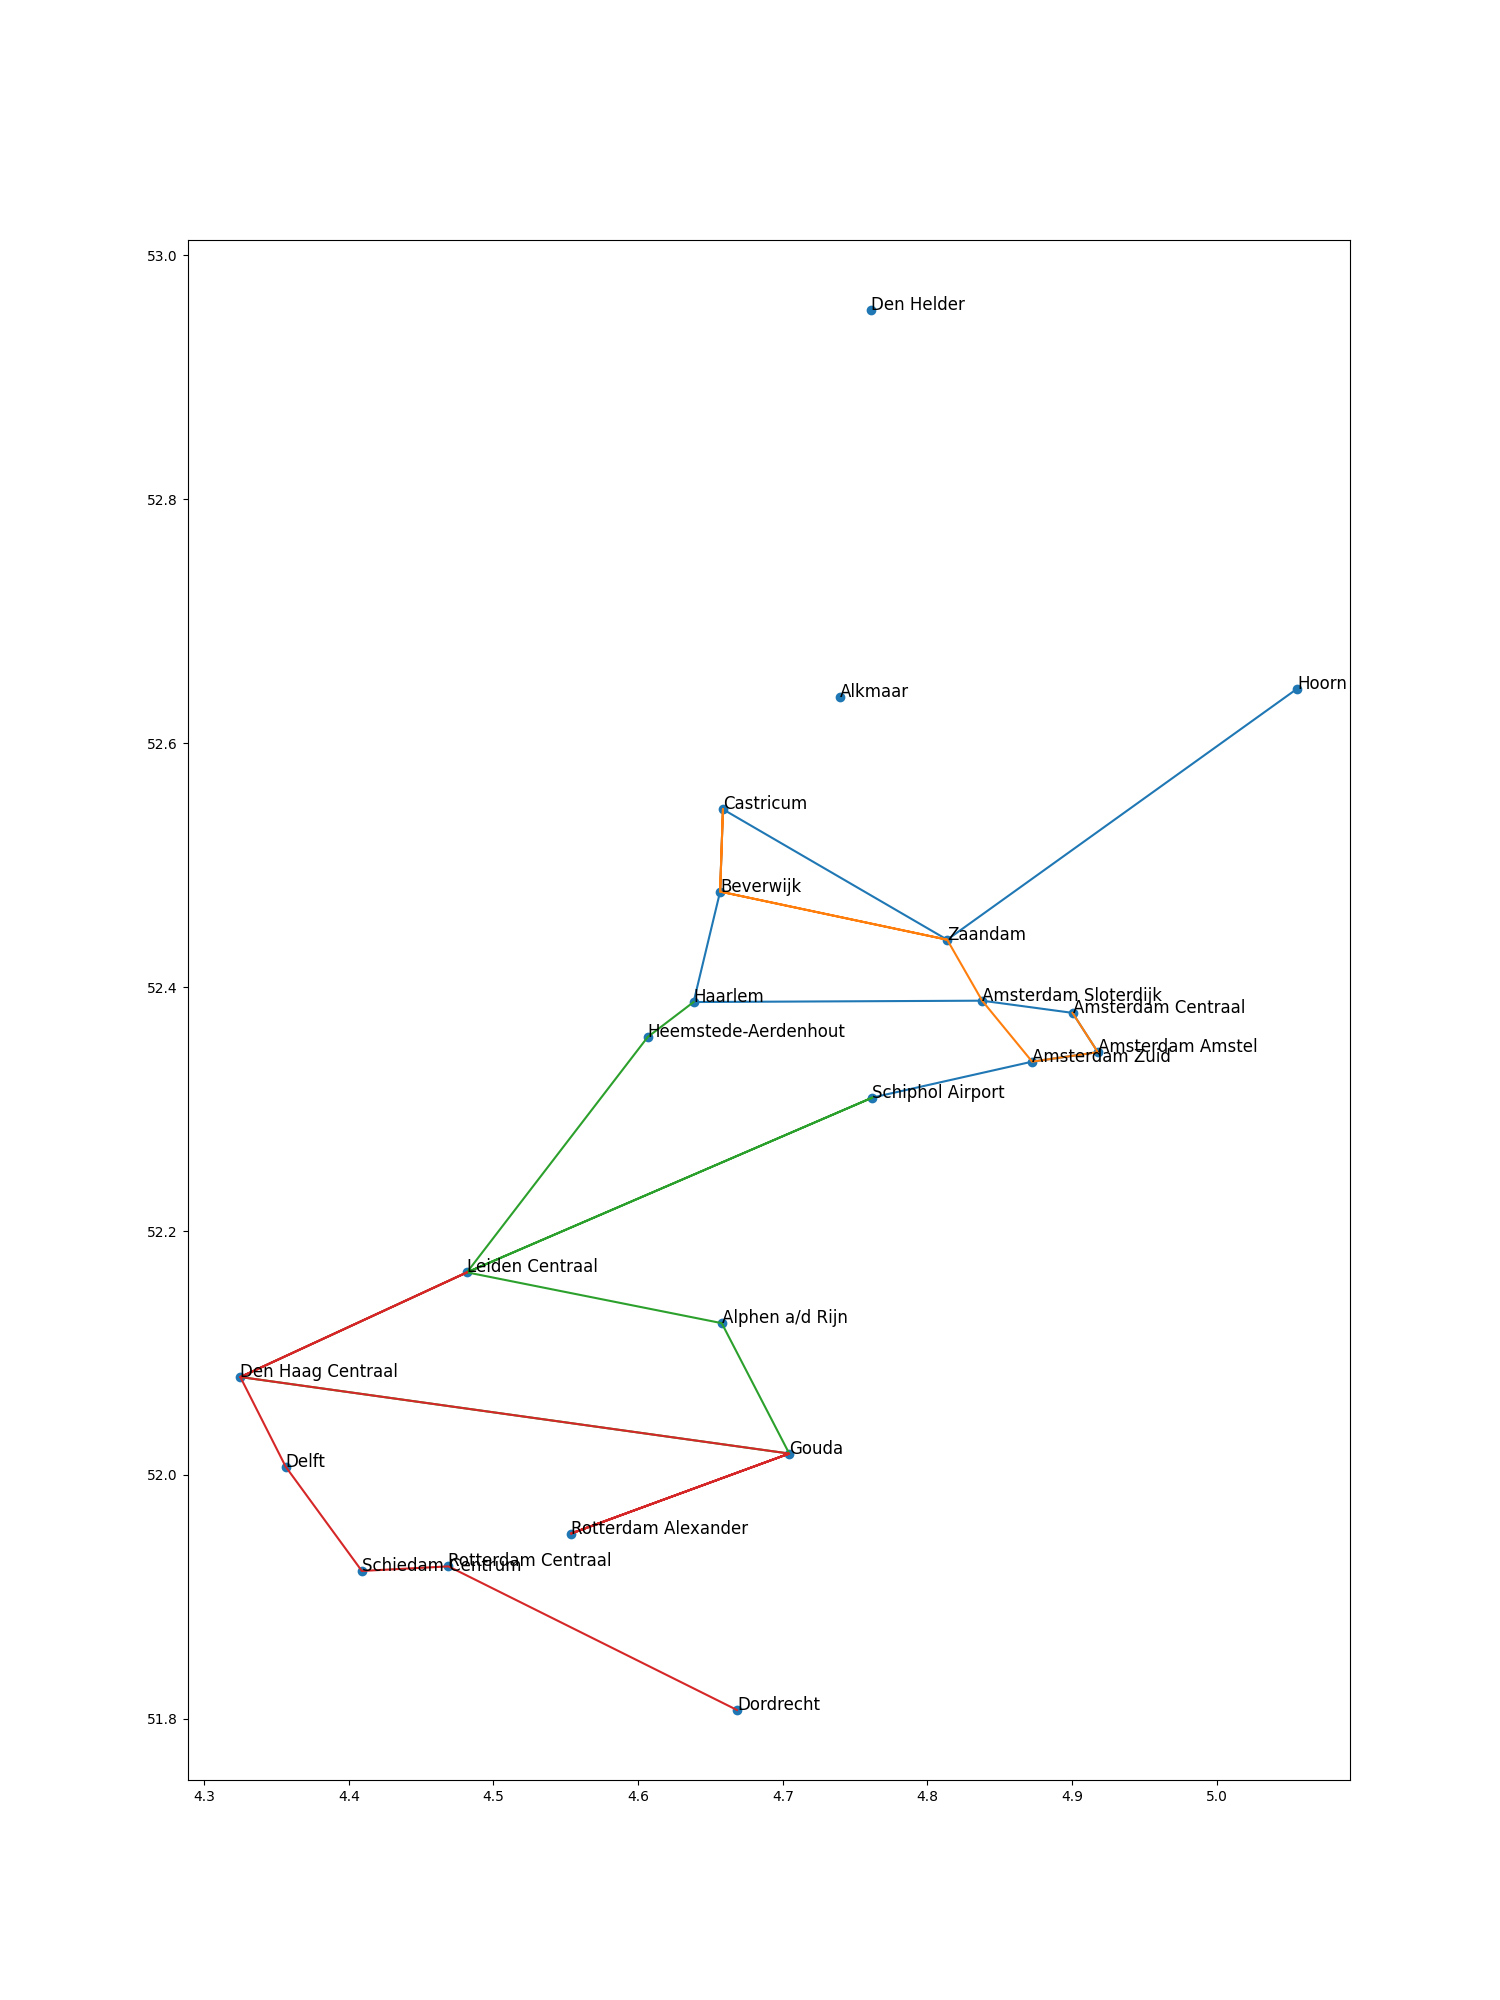 53.0
Den Helder
52.8
Hoorn
Alkmaar
52.6
Castricum
Beverwijk
Zaandam
52.4
Haarlem
Amsterdam Sloterdijk
Amsterdam Centraal
Heemstede-Aerdenhout
Amsterdam Amstel
Amsterdam Zuid
Schiphol Airport
52.2
Leiden Centraal
Alphen a/d Rijn
Den Haag Centraal
Gouda
Delft
52.0
Rotterdam Alexander
Rotterdam Centraal
Schiedam Centrum
Dordrecht
51.8
4.3 4.4 4.5 4.6 4.7 4.8 4.9 5.0